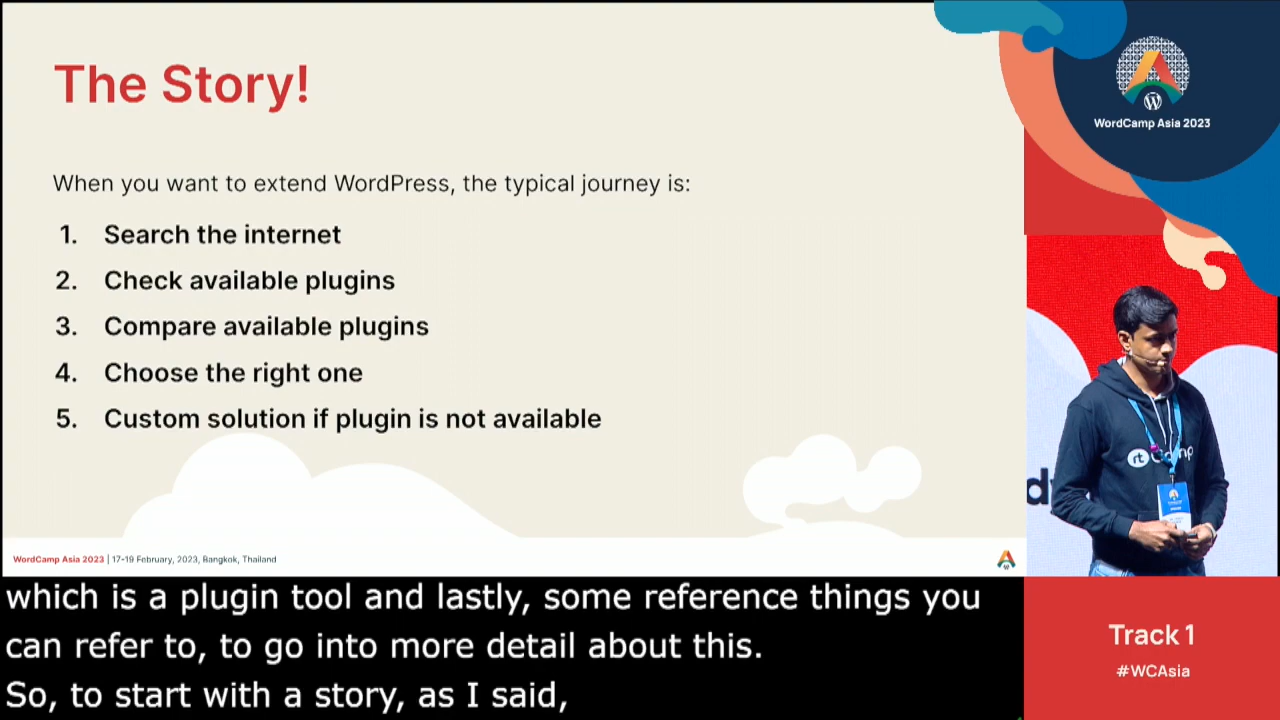 The Story!
When you want to extend WordPress, the typical journey is:
1. Search the internet
2. Check available plugins
3. Compare available plugins
4. Choose the right one
5. Custom solution if plugin is not available
WordCamp Asia 2023 | 17-19 February, 2023, Bangkok, Thailand
which is a plugin tool and lastly, some reference things you
can refer to, to go into more detail about this.
So, to start with a story, as I said,
WordCamp Asia 2023
rt Camp
Track 1
#WCAsia